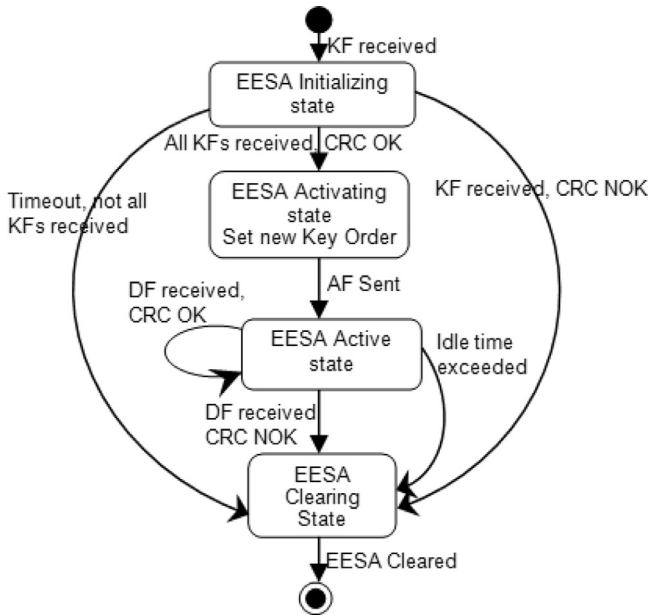 KF received
EESA Initializing
state
All KFs received, CRC OK
Timeout, not all
KFs received
KF received, CRC NOK
EESA Activating
state
Set new Key Order
AF Sent
DF received,
CRC OK
EESA Active
state
Idle time
exceeded
DF received
CRC NOK
EESA
Clearing
State
EESA Cleared